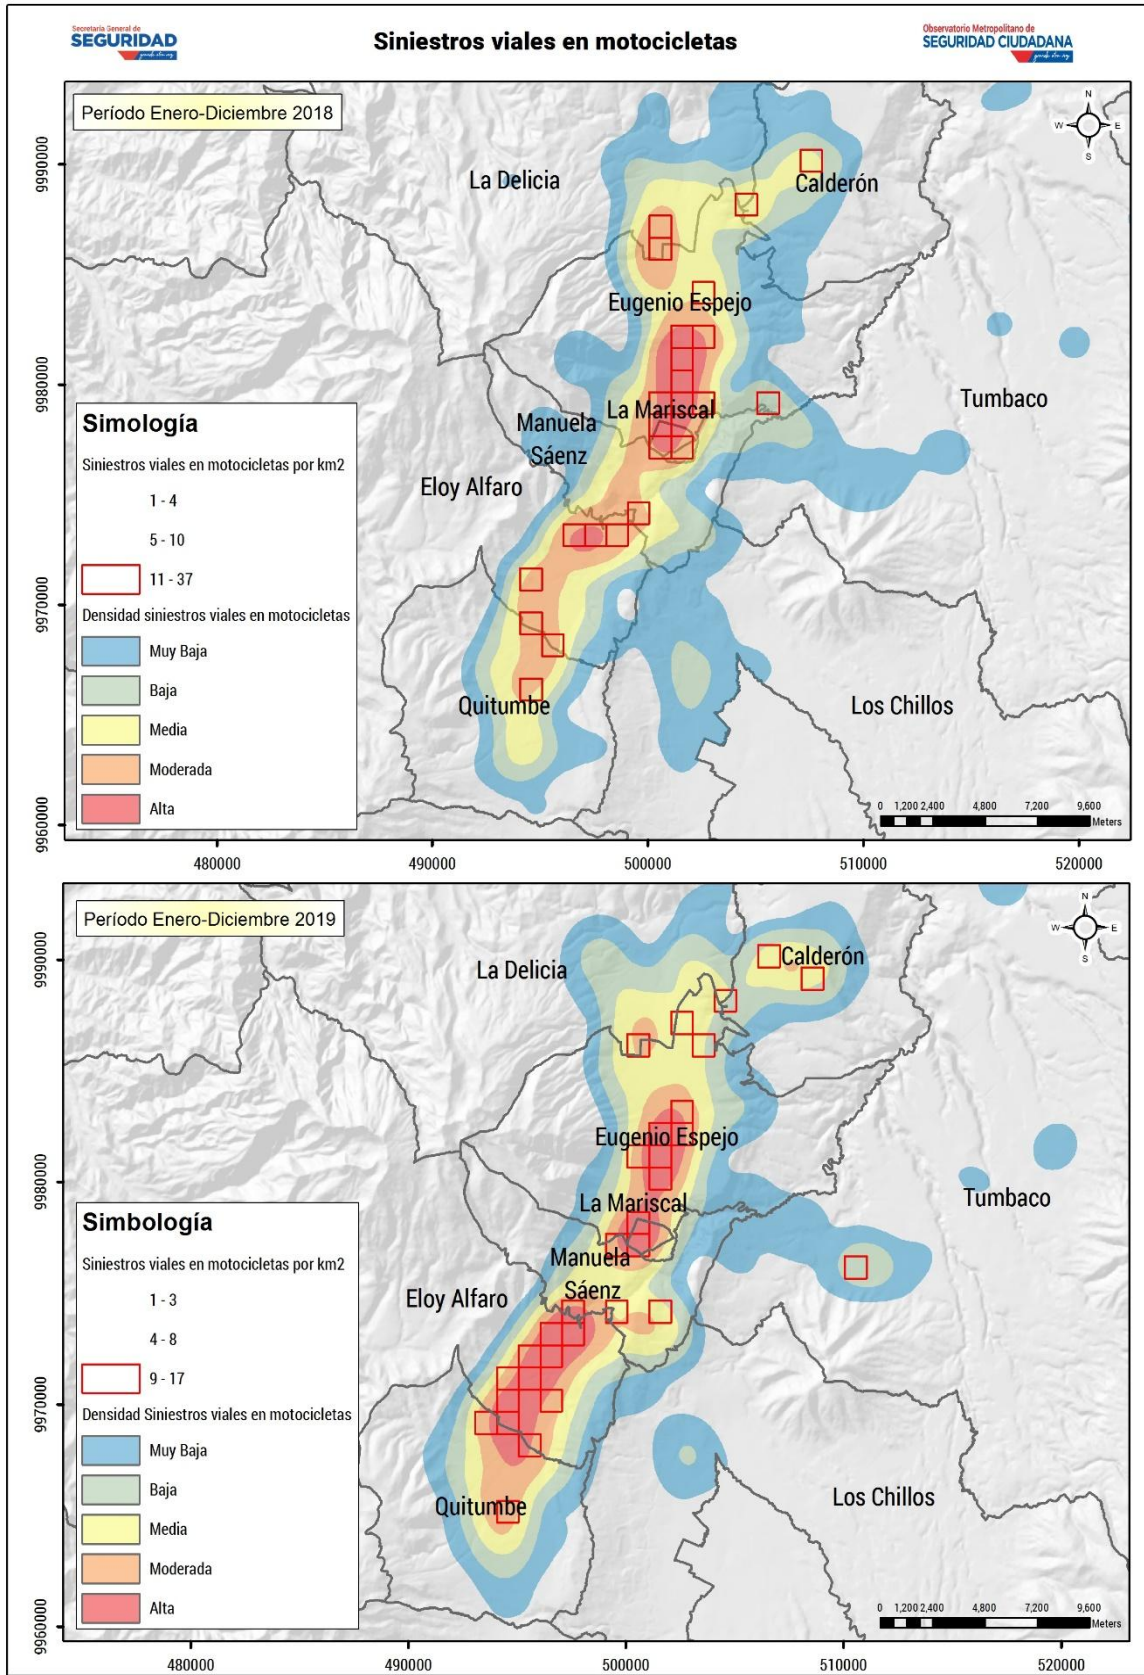 Secretaría General de
SEGURIDAD
grande otra vez
Siniestros viales en motocicletas
Observatorio Metropolitano de
SEGURIDAD CIUDADANA
grande otra vez
Período Enero-Diciembre 2018
N
W E
S
La Delicia
Calderón
Eugenio Espejo
La Mariscal
Manuela
Sáenz
Eloy Alfaro
Tumbaco
Quitumbe
Los Chillos
Simología
Siniestros viales en motocicletas por km2
1 - 4
5 - 10
11 - 37
Densidad siniestros viales en motocicletas
Muy Baja
Baja
Media
Moderada
Alta
0 1,200 2,400 4,800 7,200 9,600
Meters
9990000
9980000
9970000
9960000
480000 490000 500000 510000 520000
Período Enero-Diciembre 2019
N
W E
S
La Delicia
Calderón
Eugenio Espejo
La Mariscal
Manuela
Sáenz
Eloy Alfaro
Tumbaco
Quitumbe
Los Chillos
Simbología
Siniestros viales en motocicletas por km2
1 - 3
4 - 8
9 - 17
Densidad Siniestros viales en motocicletas
Muy Baja
Baja
Media
Moderada
Alta
0 1,200 2,400 4,800 7,200 9,600
Meters
9990000
9980000
9970000
9960000
480000 490000 500000 510000 520000